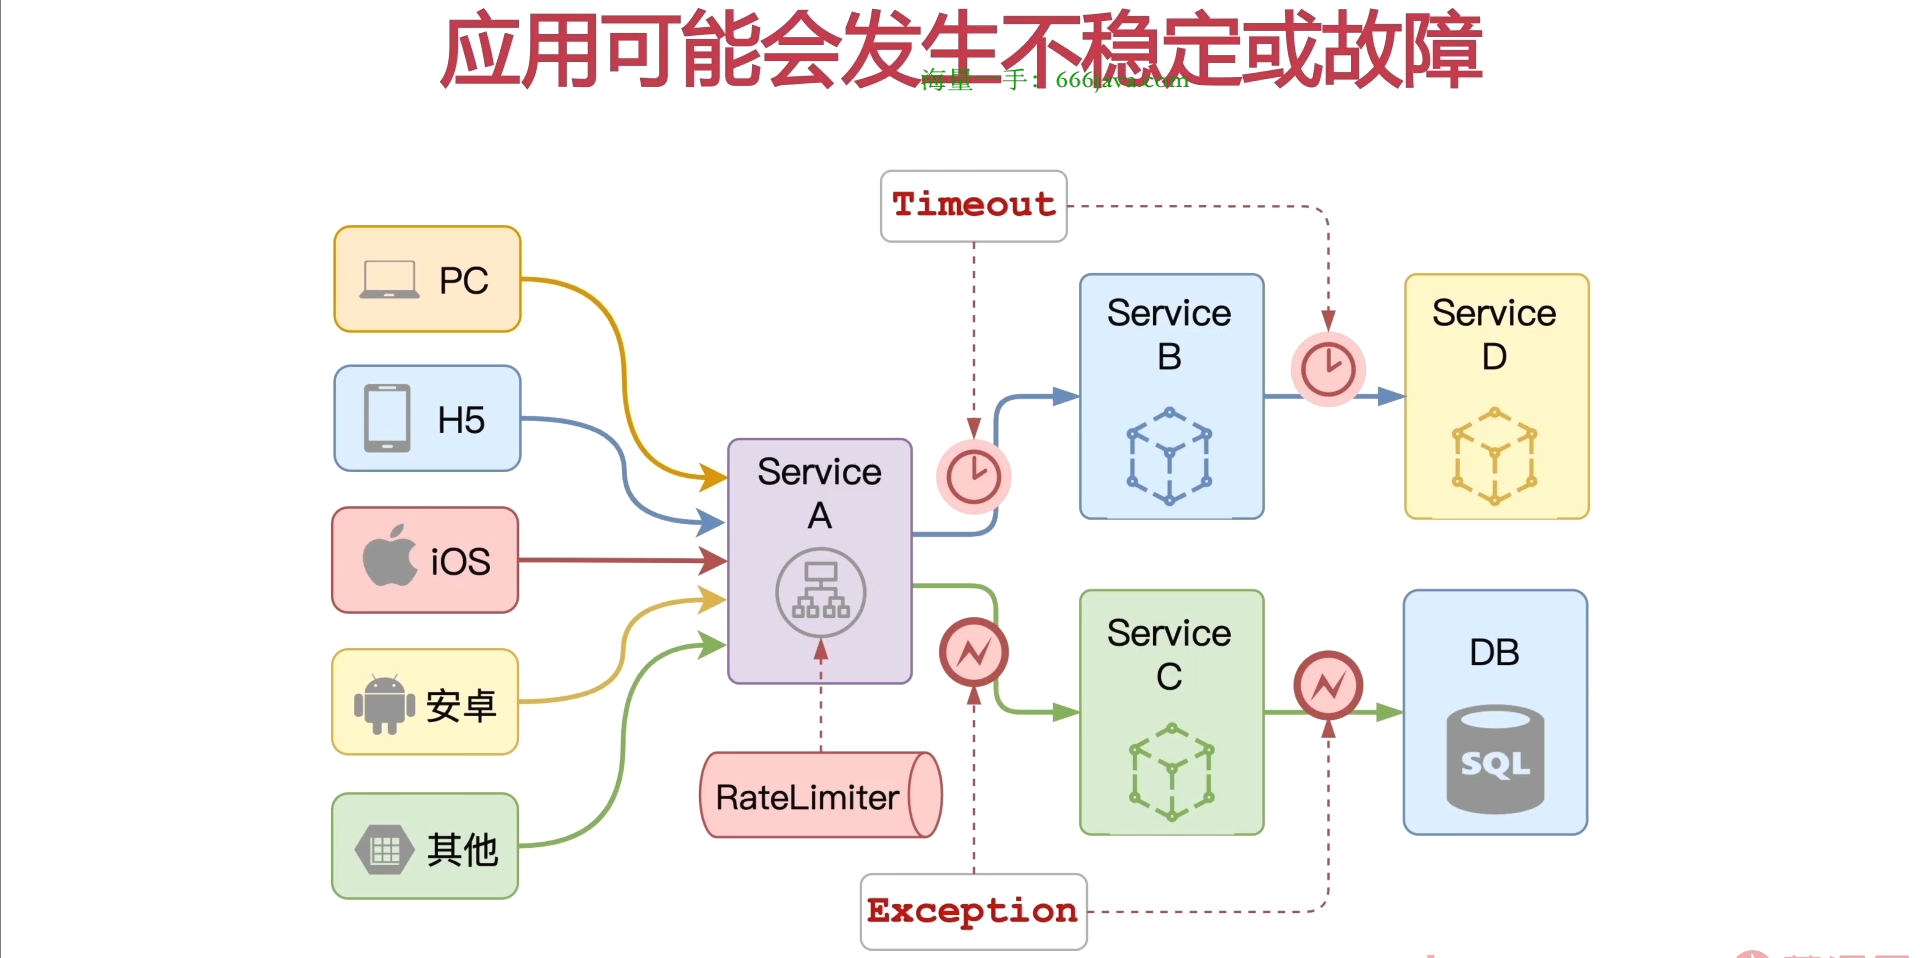 应用可能会发生不稳定或故障
海量一手：666java.com
Timeout
PC
H5
iOS
安卓
其他
Service
A
RateLimiter
Service
B
Service
D
Service
C
DB
SQL
Exception